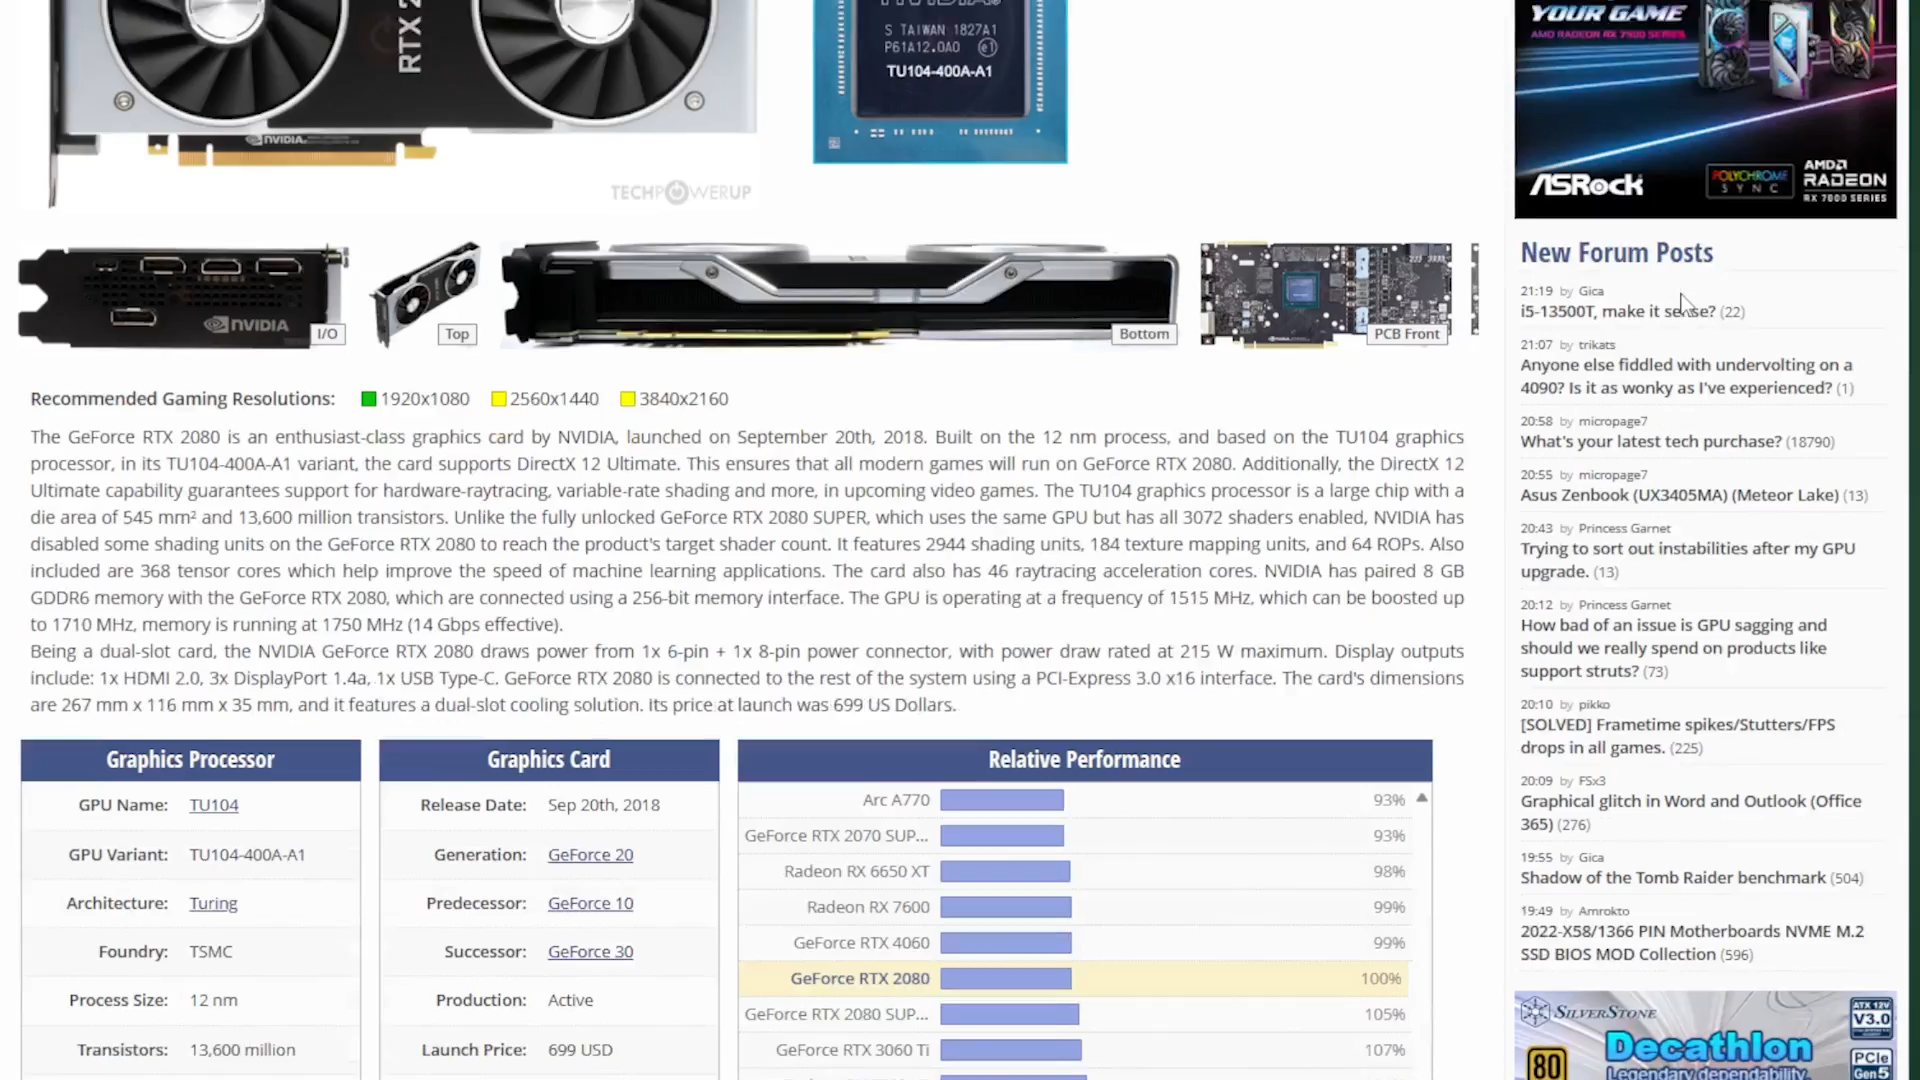 RTX 2
NVIDIA.
S TAIWAN 1827A1
P61A12.0A0 e1
TU104-400A-A1
TECHPOWERUP
YOUR GAME
AMD RADEON RX 7900 SERIES
ASRock
POLYCHROME
SYNC
AMD
RADEON
RX 7000 SERIES
NVIDIA
I/O
Top
Bottom
PCB Front
Recommended Gaming Resolutions: 1920x1080 2560x1440 3840x2160
The GeForce RTX 2080 is an enthusiast-class graphics card by NVIDIA, launched on September 20th, 2018. Built on the 12 nm process, and based on the TU104 graphics
processor, in its TU104-400A-A1 variant, the card supports DirectX 12 Ultimate. This ensures that all modern games will run on GeForce RTX 2080. Additionally, the DirectX 12
Ultimate capability guarantees support for hardware-raytracing, variable-rate shading and more, in upcoming video games. The TU104 graphics processor is a large chip with a
die area of 545 mm² and 13,600 million transistors. Unlike the fully unlocked GeForce RTX 2080 SUPER, which uses the same GPU but has all 3072 shaders enabled, NVIDIA has
disabled some shading units on the GeForce RTX 2080 to reach the product's target shader count. It features 2944 shading units, 184 texture mapping units, and 64 ROPs. Also
included are 368 tensor cores which help improve the speed of machine learning applications. The card also has 46 raytracing acceleration cores. NVIDIA has paired 8 GB
GDDR6 memory with the GeForce RTX 2080, which are connected using a 256-bit memory interface. The GPU is operating at a frequency of 1515 MHz, which can be boosted up
to 1710 MHz, memory is running at 1750 MHz (14 Gbps effective).
Being a dual-slot card, the NVIDIA GeForce RTX 2080 draws power from 1x 6-pin + 1x 8-pin power connector, with power draw rated at 215 W maximum. Display outputs
include: 1x HDMI 2.0, 3x DisplayPort 1.4a, 1x USB Type-C. GeForce RTX 2080 is connected to the rest of the system using a PCI-Express 3.0 x16 interface. The card's dimensions
are 267 mm x 116 mm x 35 mm, and it features a dual-slot cooling solution. Its price at launch was 699 US Dollars.
Graphics Processor
GPU Name: TU104
GPU Variant: TU104-400A-A1
Architecture: Turing
Foundry: TSMC
Process Size: 12 nm
Transistors: 13,600 million
Graphics Card
Release Date: Sep 20th, 2018
Generation: GeForce 20
Predecessor: GeForce 10
Successor: GeForce 30
Production: Active
Launch Price: 699 USD
Relative Performance
Arc A770 93%
GeForce RTX 2070 SUP... 93%
Radeon RX 6650 XT 98%
Radeon RX 7600 99%
GeForce RTX 4060 99%
GeForce RTX 2080 100%
GeForce RTX 2080 SUP... 105%
GeForce RTX 3060 Ti 107%
New Forum Posts
21:19 by Gica
i5-13500T, make it sense? (22)
21:07 by trikats
Anyone else fiddled with undervolting on a
4090? Is it as wonky as I've experienced? (1)
20:58 by micropage7
What's your latest tech purchase? (18790)
20:55 by micropage7
Asus Zenbook (UX3405MA) (Meteor Lake) (13)
20:43 by Princess Garnet
Trying to sort out instabilities after my GPU
upgrade. (13)
20:12 by Princess Garnet
How bad of an issue is GPU sagging and
should we really spend on products like
support struts? (73)
20:10 by pikko
[SOLVED] Frametime spikes/Stutters/FPS
drops in all games. (225)
20:09 by FSx3
Graphical glitch in Word and Outlook (Office
365) (276)
19:55 by Gica
Shadow of the Tomb Raider benchmark (504)
19:49 by Amrokto
2022-X58/1366 PIN Motherboards NVME M.2
SSD BIOS MOD Collection (596)
SILVERSTONE
ATX 12V
V3.0
Decathlon
Legendary dependability.
80
PCIe
Gen5